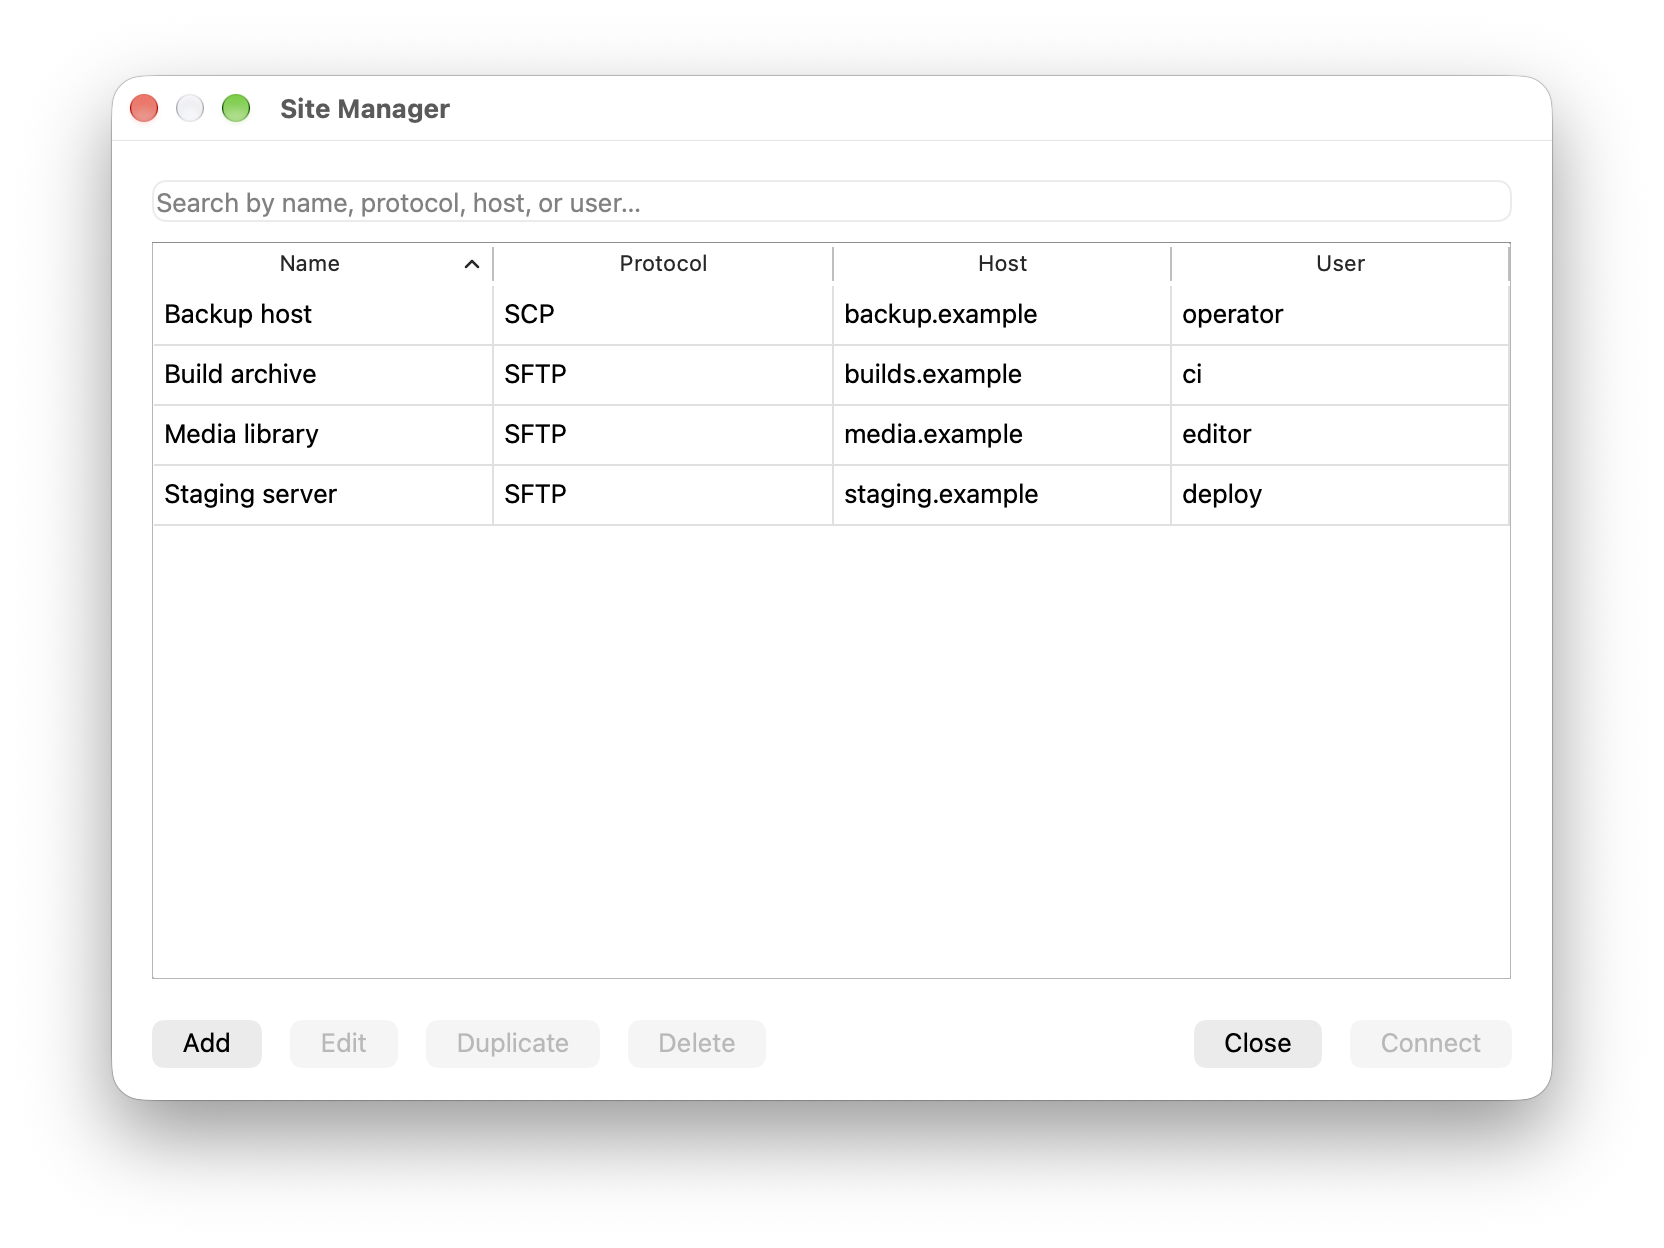 Site Manager
Search by name, protocol, host, or user...
Name Protocol Host User
Backup host SCP backup.example operator
Build archive SFTP builds.example ci
Media library SFTP media.example editor
Staging server SFTP staging.example deploy
Add Edit Duplicate Delete Close Connect